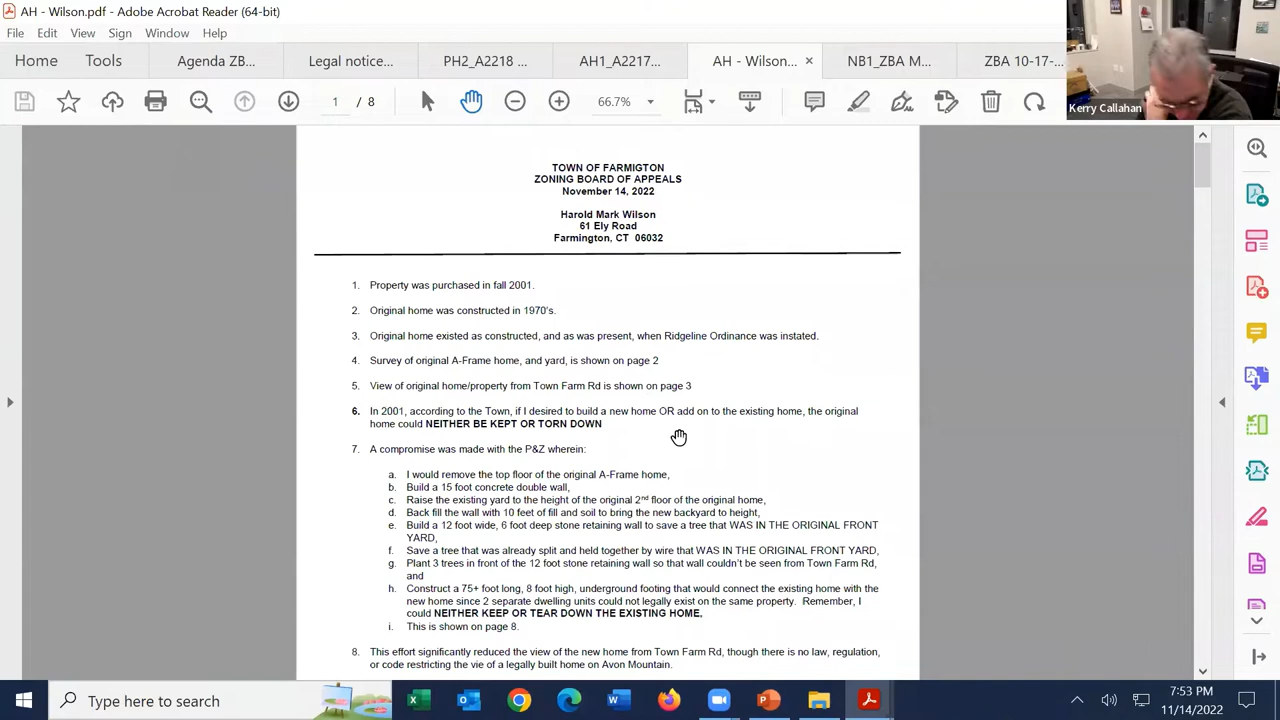 AH - Wilson.pdf - Adobe Acrobat Reader (64-bit)
File Edit View Sign Window Help
Home Tools Agenda ZB... Legal notice... PH2_A2218 ... AH1_A2217... AH - Wilson... × NB1_ZBA M... ZBA 10-17-...
1 / 8 66.7%
Kerry Callahan
TOWN OF FARMIGTON
ZONING BOARD OF APPEALS
November 14, 2022
Harold Mark Wilson
61 Ely Road
Farmington, CT 06032
1. Property was purchased in fall 2001.
2. Original home was constructed in 1970's.
3. Original home existed as constructed, and as was present, when Ridgeline Ordinance was instated.
4. Survey of original A-Frame home, and yard, is shown on page 2
5. View of original home/property from Town Farm Rd is shown on page 3
6. In 2001, according to the Town, if I desired to build a new home OR add on to the existing home, the original
home could NEITHER BE KEPT OR TORN DOWN
7. A compromise was made with the P&Z wherein:
a. I would remove the top floor of the original A-Frame home,
b. Build a 15 foot concrete double wall,
c. Raise the existing yard to the height of the original 2nd floor of the original home,
d. Back fill the wall with 10 feet of fill and soil to bring the new backyard to height,
e. Build a 12 foot wide, 6 foot deep stone retaining wall to save a tree that WAS IN THE ORIGINAL FRONT
YARD,
f. Save a tree that was already split and held together by wire that WAS IN THE ORIGINAL FRONT YARD,
g. Plant 3 trees in front of the 12 foot stone retaining wall so that wall couldn't be seen from Town Farm Rd,
and
h. Construct a 75+ foot long, 8 foot high, underground footing that would connect the existing home with the
new home since 2 separate dwelling units could not legally exist on the same property. Remember, I
could NEITHER KEEP OR TEAR DOWN THE EXISTING HOME,
i. This is shown on page 8.
8. This effort significantly reduced the view of the new home from Town Farm Rd, though there is no law, regulation,
or code restricting the vie of a legally built home on Avon Mountain.
Type here to search
7:53 PM
11/14/2022